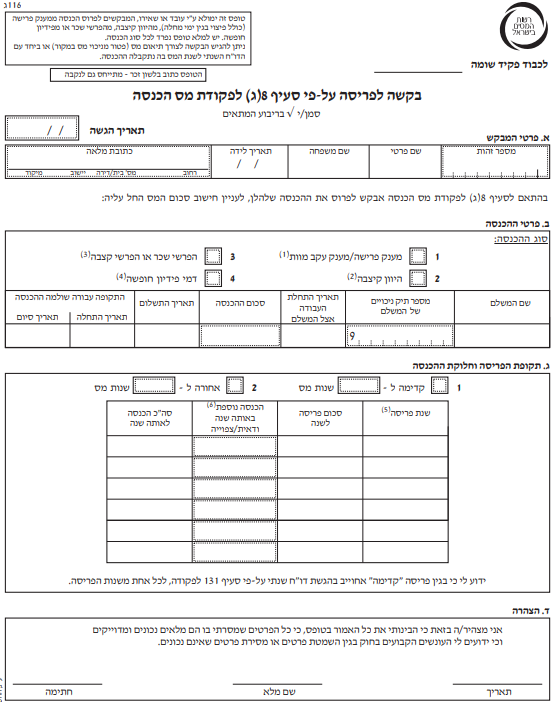 116ג
רשות
המסים
בישראל
טופס זה ימולא ע"י עובד או שאירו, המבקשים לפרוס הכנסה ממענק פרישה
(כולל פיצוי בגין ימי מחלה), מהיוון קיצבה, מהפרשי שכר או מפידיון
חופשה. יש למלא טופס נפרד לכל סוג הכנסה.
ניתן להגיש הבקשה לצורך תיאום מס (פטור מניכוי מס במקור) או ביחד עם
הדו"ח השנתי לשנת המס בה נתקבלה ההכנסה.
לכבוד פקיד שומה
הטופס כתוב בלשון זכר - מתייחס גם לנקבה
בקשה לפריסה על-פי סעיף 8(ג) לפקודת מס הכנסה
סמן/י √ בריבוע המתאים
תאריך הגשה / /
א. פרטי המבקש
מספר זהות שם פרטי שם משפחה תאריך לידה כתובת מלאה
/ /
רחוב מס' בית/דירה יישוב מיקוד
בהתאם לסעיף 8(ג) לפקודת מס הכנסה אבקש לפרוס את ההכנסה שלהלן, לעניין חישוב סכום המס החל עליה:
ב. פרטי ההכנסה
סוג ההכנסה:
1 מענק פרישה/מענק עקב מוות(1) 3 הפרשי שכר או הפרשי קצבה(3)
2 היוון קיצבה(2) 4 דמי פידיון חופשה(4)
שם המשלם מספר תיק ניכויים של המשלם תאריך התחלת העבודה אצל המשלם סכום ההכנסה תאריך התשלום התקופה עבורה שולמה ההכנסה
תאריך התחלה תאריך סיום
9
ג. תקופת הפריסה וחלוקת ההכנסה
1 קדימה ל - שנות מס 2 אחורה ל - שנות מס
שנת פריסה(5) סכום פריסה לשנה הכנסה נוספת(6) באותה שנה ודאית/צפוייה סה"כ הכנסה לאותה שנה
ידוע לי כי בגין פריסה "קדימה" אחוייב בהגשת דו"ח שנתי על-פי סעיף 131 לפקודה, לכל אחת משנות הפריסה.
ד. הצהרה
אני מצהיר/ה בזאת כי הבינותי את כל האמור בטופס, כי כל הפרטים שמסרתי בו הם מלאים נכונים ומדוייקים
וכי ידועים לי העונשים הקבועים בחוק בגין השמטת פרטים או מסירת פרטים שאינם נכונים.
תאריך שם מלא חתימה